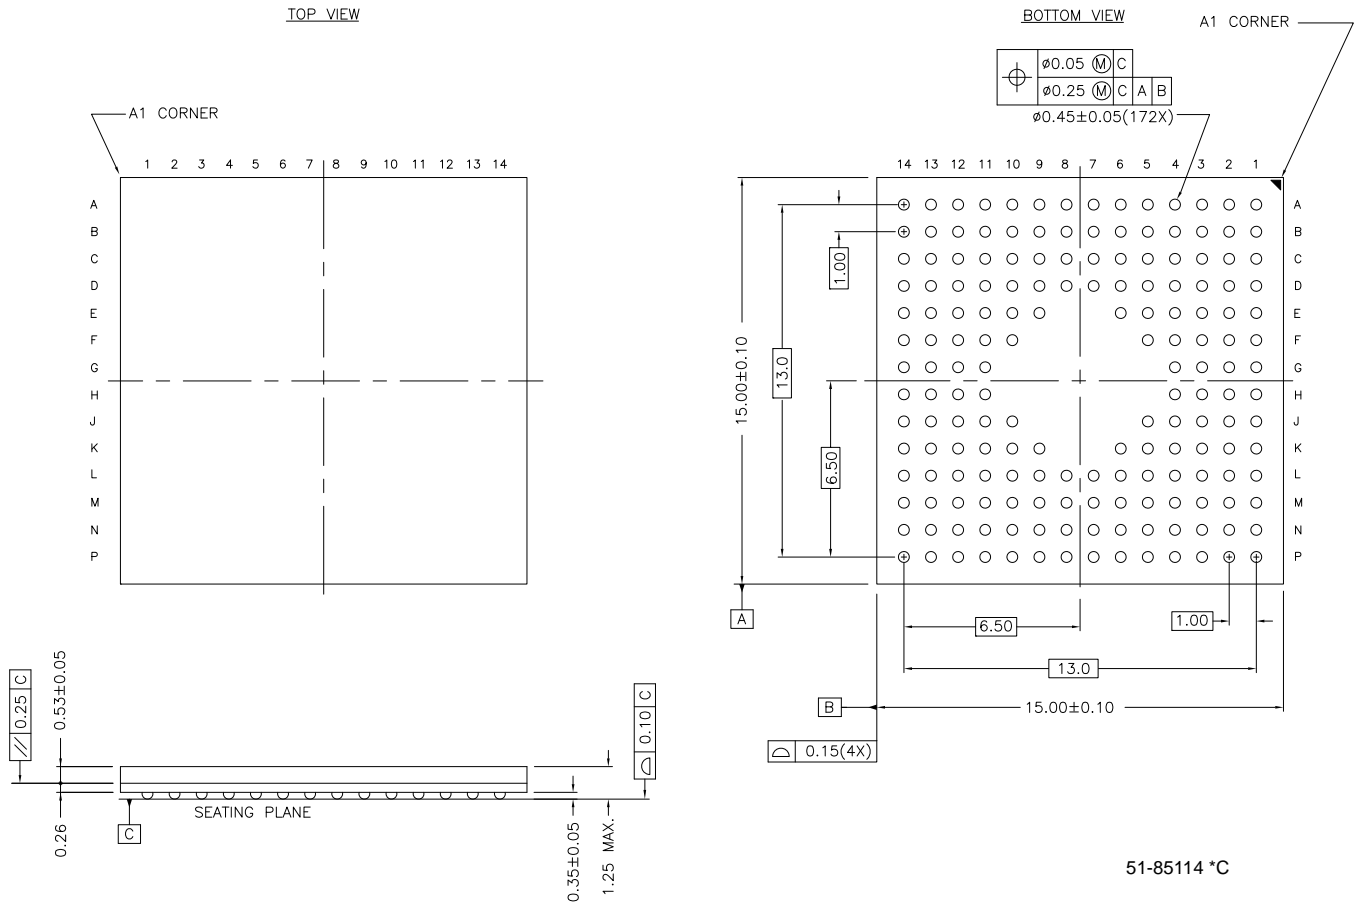 TOP VIEW
BOTTOM VIEW
A1 CORNER
ø0.05 Ⓜ C
ø0.25 Ⓜ C A B
ø0.45±0.05(172X)
A1 CORNER
1 2 3 4 5 6 7 8 9 10 11 12 13 14
14 13 12 11 10 9 8 7 6 5 4 3 2 1
A
B
C
D
E
F
G
H
J
K
L
M
N
P
A
B
C
D
E
F
G
H
J
K
L
M
N
P
1.00
15.00±0.10
13.0
6.50
A
6.50
1.00
13.0
B
15.00±0.10
0.15(4X)
// 0.25 C
0.53±0.05
0.10 C
SEATING PLANE
C
0.26
0.35±0.05
1.25 MAX.
51-85114 *C